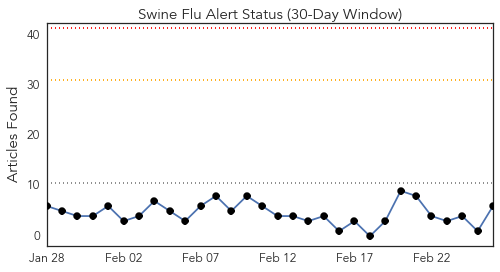 Swine Flu Alert Status (30-Day Window)
Articles Found
40
30
20
10
0
Jan 28
Feb 02
Feb 07
Feb 12
Feb 17
Feb 22